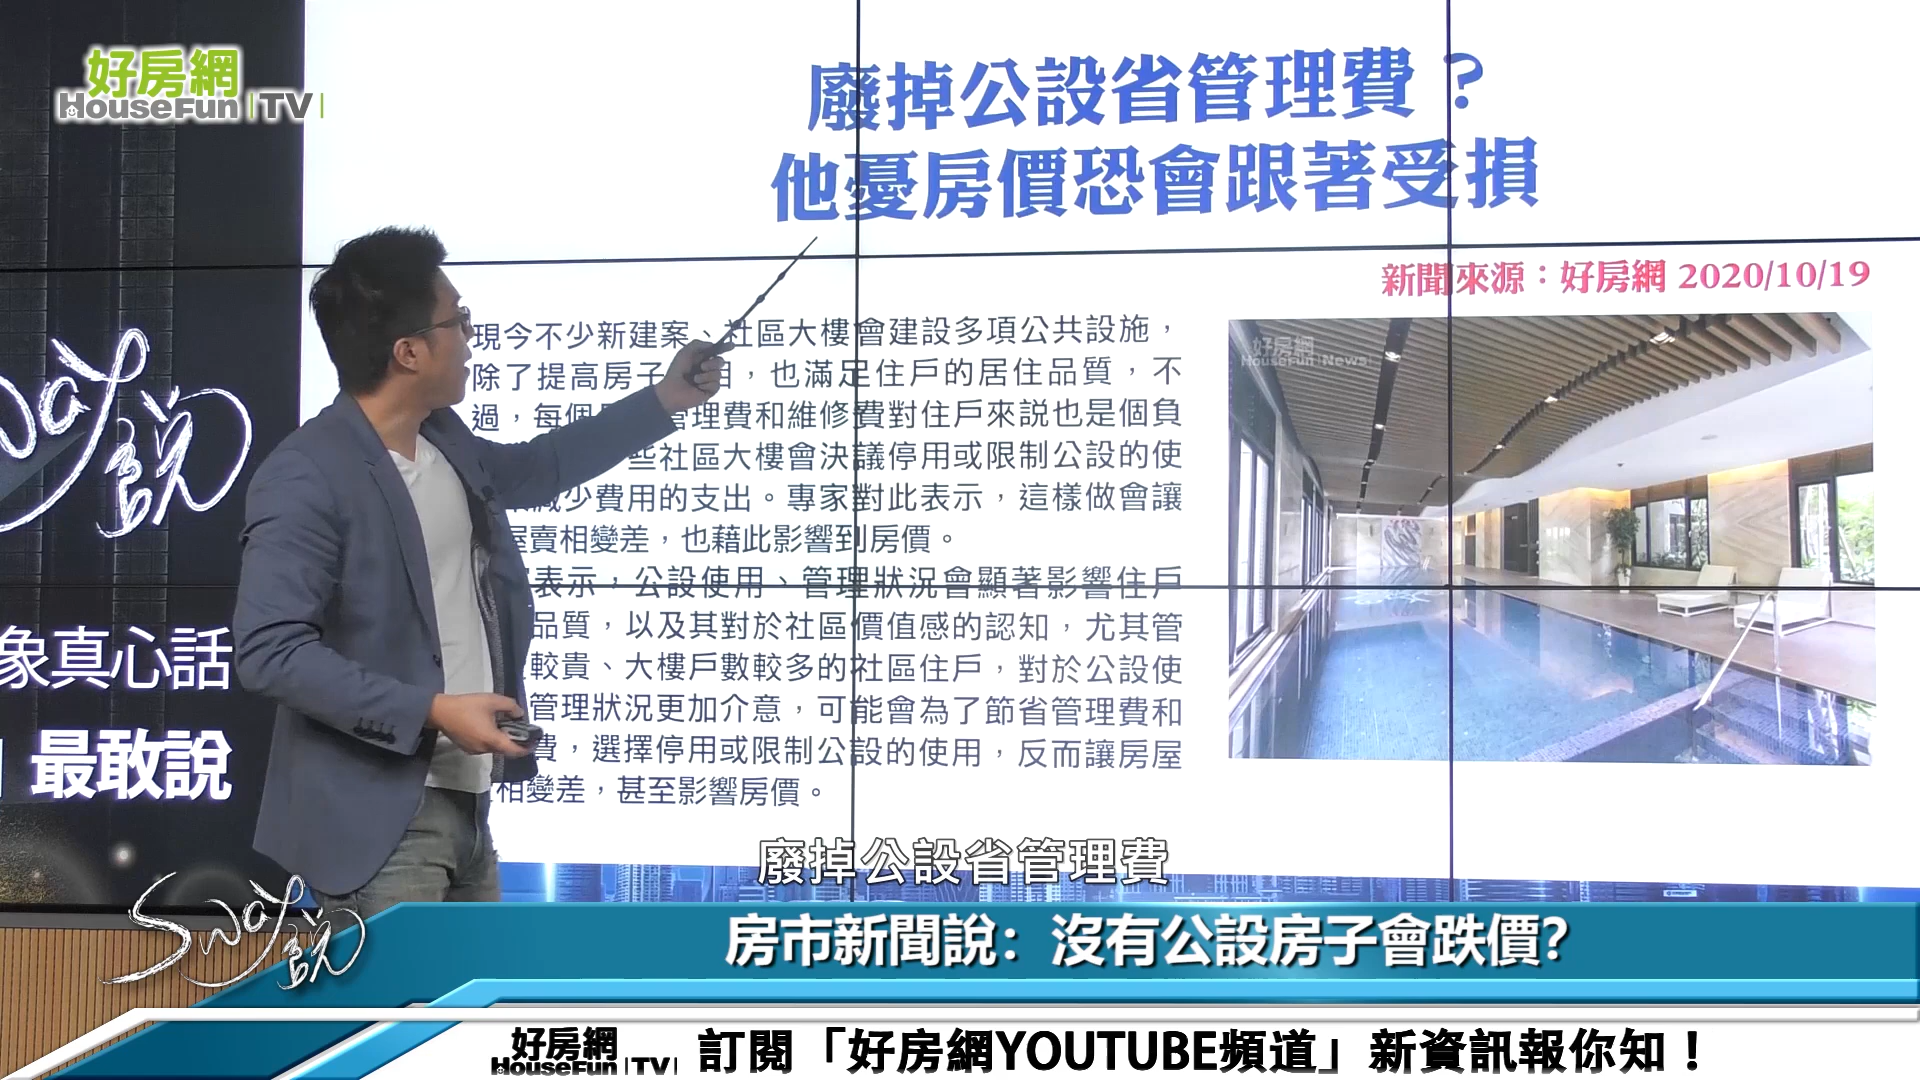 好房網
HouseFun TV
廢掉公設省管理費？
他憂房價恐會跟著受損
新聞來源：好房網 2020/10/19
好房網
HouseFun News
現今不少新建案、社區大樓會建設多項公共設施，
除了提高房子 ，也滿足住戶的居住品質，不
過，每個 管理費和維修費對住戶來說也是個負
些社區大樓會決議停用或限制公設的使
減少費用的支出。專家對此表示，這樣做會讓
屋賣相變差，也藉此影響到房價。
表示，公設使用、管理狀況會顯著影響住戶
品質，以及其對於社區價值感的認知，尤其管
較貴、大樓戶數較多的社區住戶，對於公設使
管理狀況更加介意，可能會為了節省管理費和
費，選擇停用或限制公設的使用，反而讓房屋
相變差，甚至影響房價。
說
象真心話
最敢說
廢掉公設省管理費
Sway說
房市新聞說：沒有公設房子會跌價？
好房網
HouseFun TV
訂閱「好房網YOUTUBE頻道」新資訊報你知！